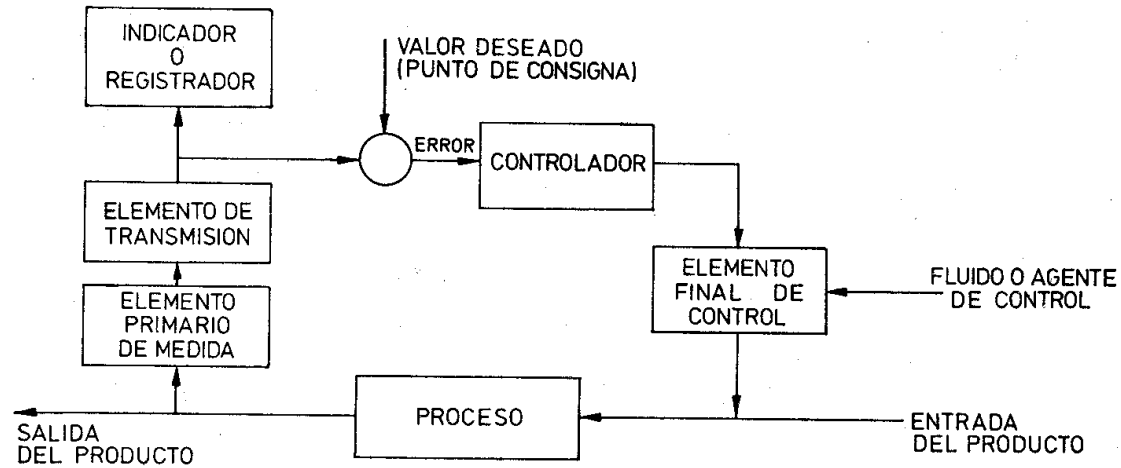 INDICADOR
O
REGISTRADOR
VALOR DESEADO
(PUNTO DE CONSIGNA)
ERROR
CONTROLADOR
ELEMENTO DE
TRANSMISION
ELEMENTO
FINAL DE
CONTROL
FLUIDO O AGENTE
DE CONTROL
ELEMENTO
PRIMARIO
DE MEDIDA
PROCESO
SALIDA
DEL PRODUCTO
ENTRADA
DEL PRODUCTO